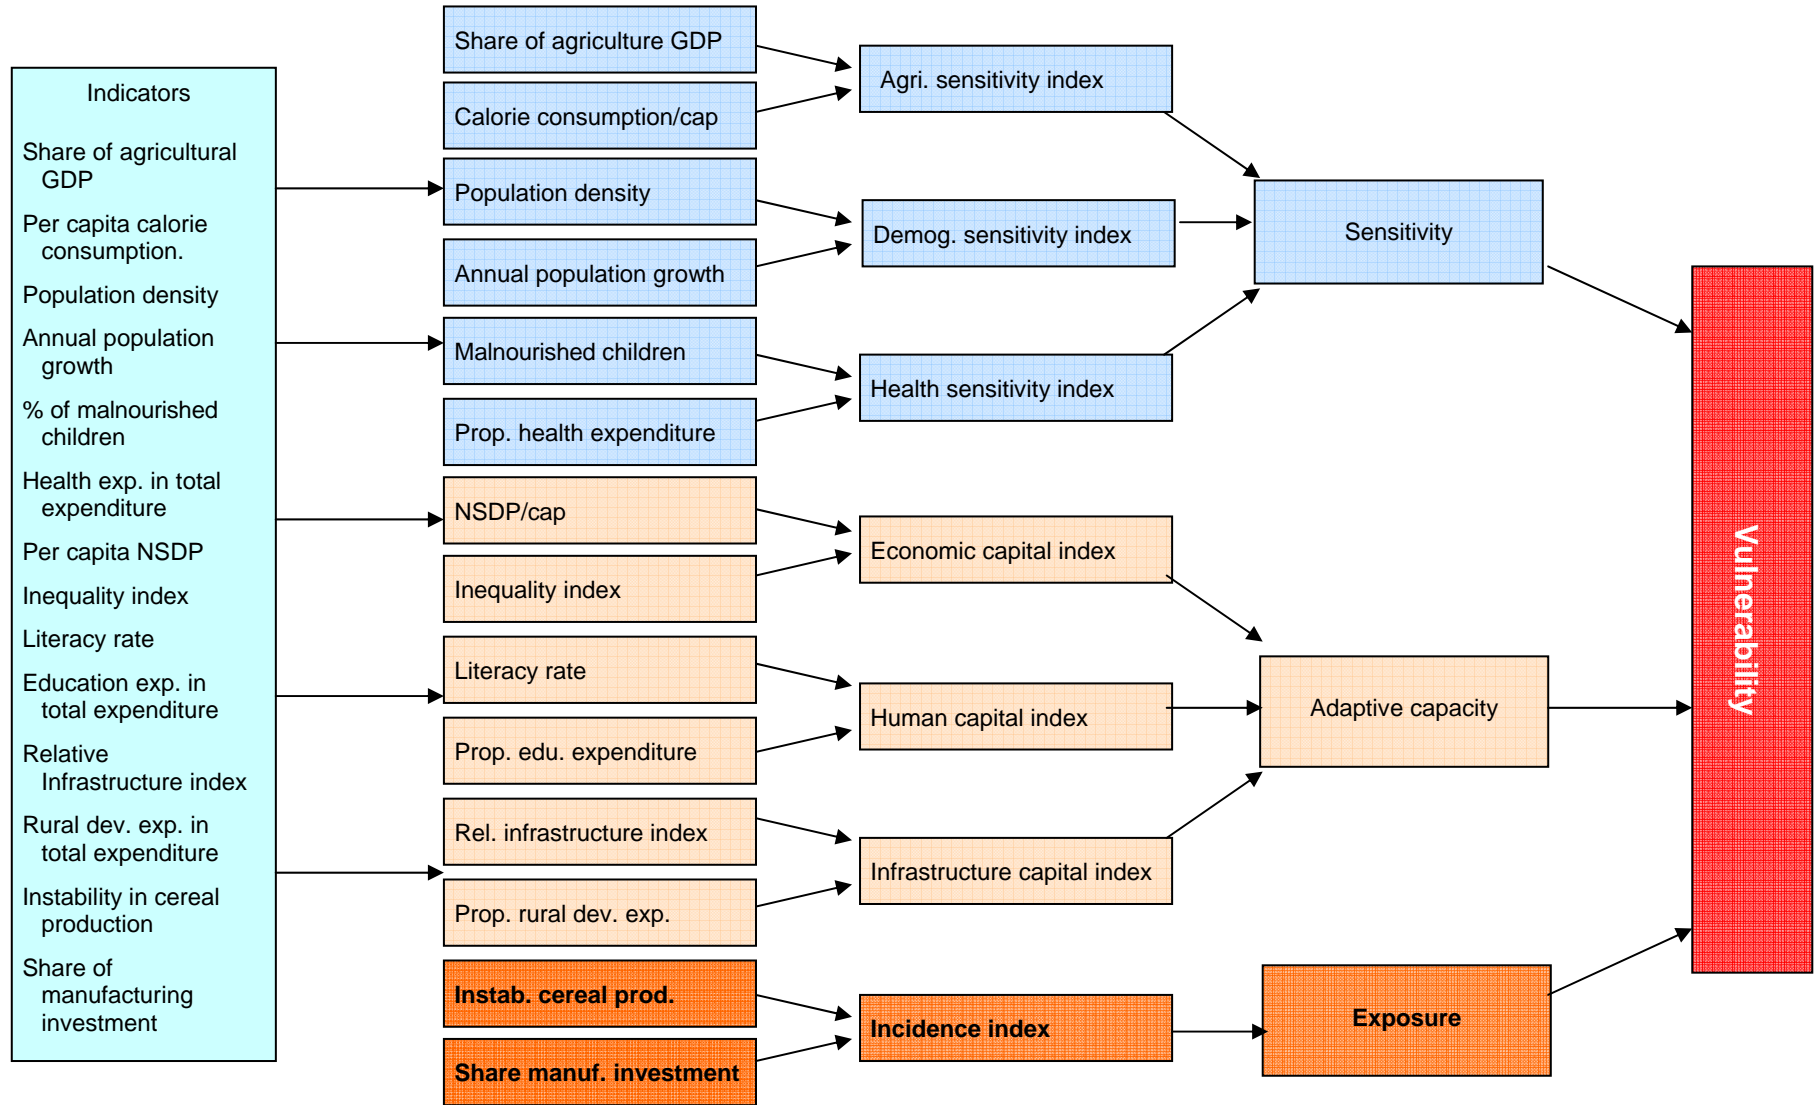 Indicators
Share of agricultural
GDP
Per capita calorie
consumption.
Population density
Annual population
growth
% of malnourished
children
Health exp. in total
expenditure
Per capita NSDP
Inequality index
Literacy rate
Education exp. in
total expenditure
Relative
Infrastructure index
Rural dev. exp. in
total expenditure
Instability in cereal
production
Share of
manufacturing
investment
Share of agriculture GDP
Calorie consumption/cap
Population density
Annual population growth
Malnourished children
Prop. health expenditure
NSDP/cap
Inequality index
Literacy rate
Prop. edu. expenditure
Rel. infrastructure index
Prop. rural dev. exp.
Instab. cereal prod.
Share manuf. investment
Agri. sensitivity index
Demog. sensitivity index
Health sensitivity index
Economic capital index
Human capital index
Infrastructure capital index
Incidence index
Sensitivity
Adaptive capacity
Exposure
Vulnerability